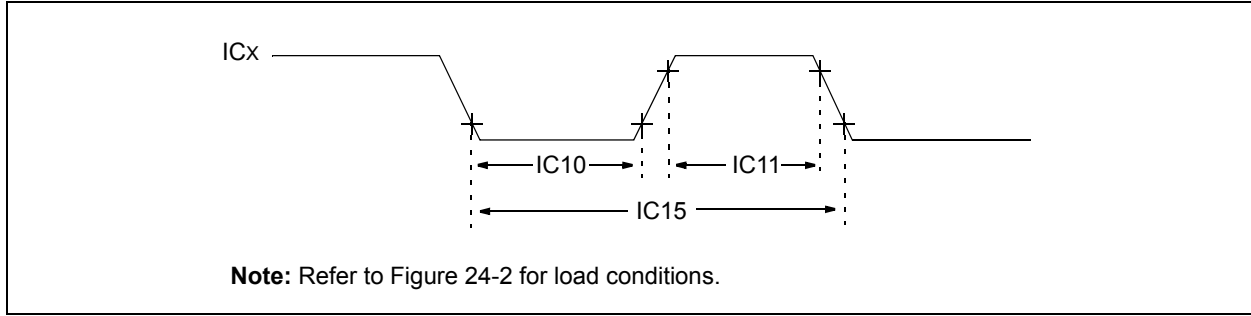 ICx
IC10
IC11
IC15
Note: Refer to Figure 24-2 for load conditions.